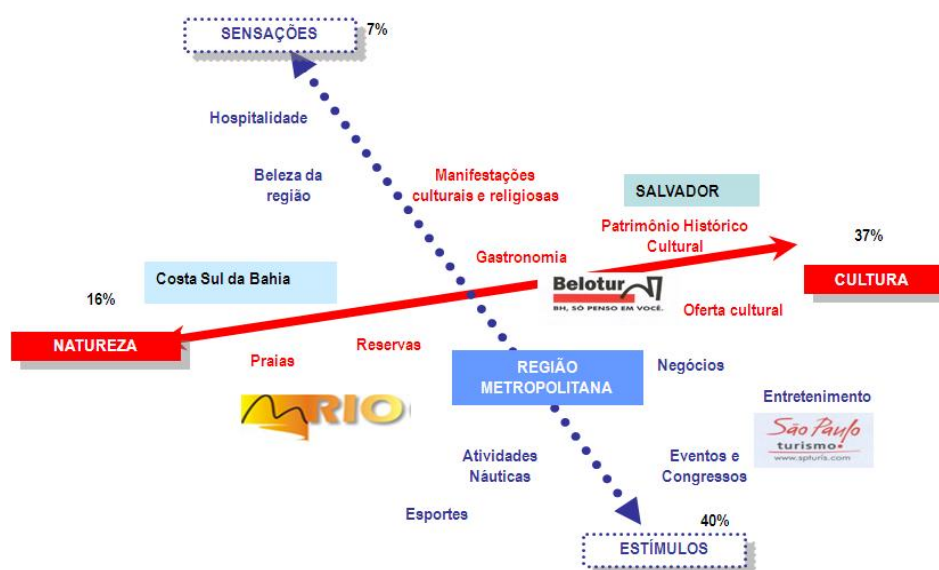 SENSAÇÕES
7%
Hospitalidade
Beleza da
região
Manifestações
culturais e religiosas
SALVADOR
Patrimônio Histórico
Cultural
37%
Gastronomia
Costa Sul da Bahia
CULTURA
16%
Belotur
BH, SÓ PENSO EM VOCÊ.
Oferta cultural
NATUREZA
Reservas
Praias
REGIÃO
METROPOLITANA
Negócios
Entretenimento
RIO
São Paulo
turismo
www.spturis.com
Atividades
Náuticas
Eventos e
Congressos
Esportes
40%
ESTÍMULOS